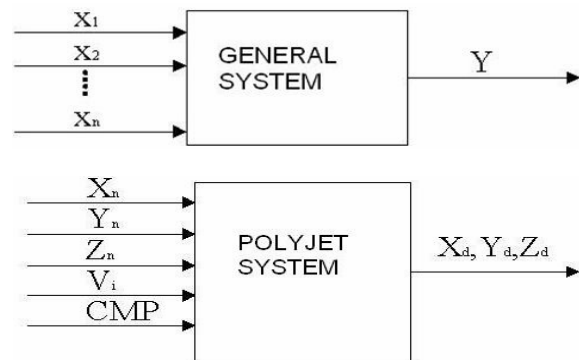 X1
X2
Xn
GENERAL
SYSTEM
Y
Xn
Yn
Zn
Vi
CMP
POLYJET
SYSTEM
Xd, Yd, Zd